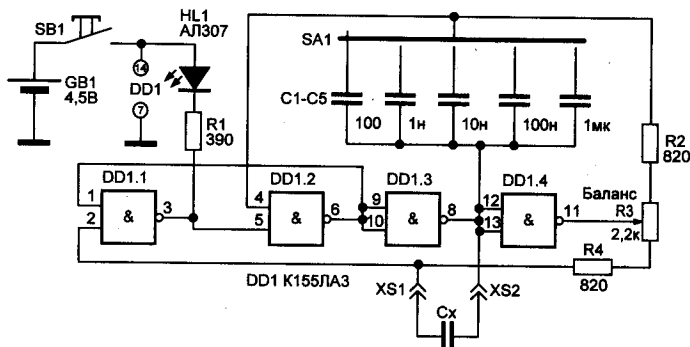 HL1
АЛ307
SB1
SA1
14
DD1
7
GB1
4,5В
R1
390
C1-C5
100
1н
10н
100н
1мк
R2
820
DD1.1
DD1.2
DD1.3
DD1.4
Баланс
R3
2,2к
1
2
&
3
4
5
&
6
9
10
&
8
12
13
&
11
R4
820
DD1 К155ЛА3
XS1
XS2
Cx